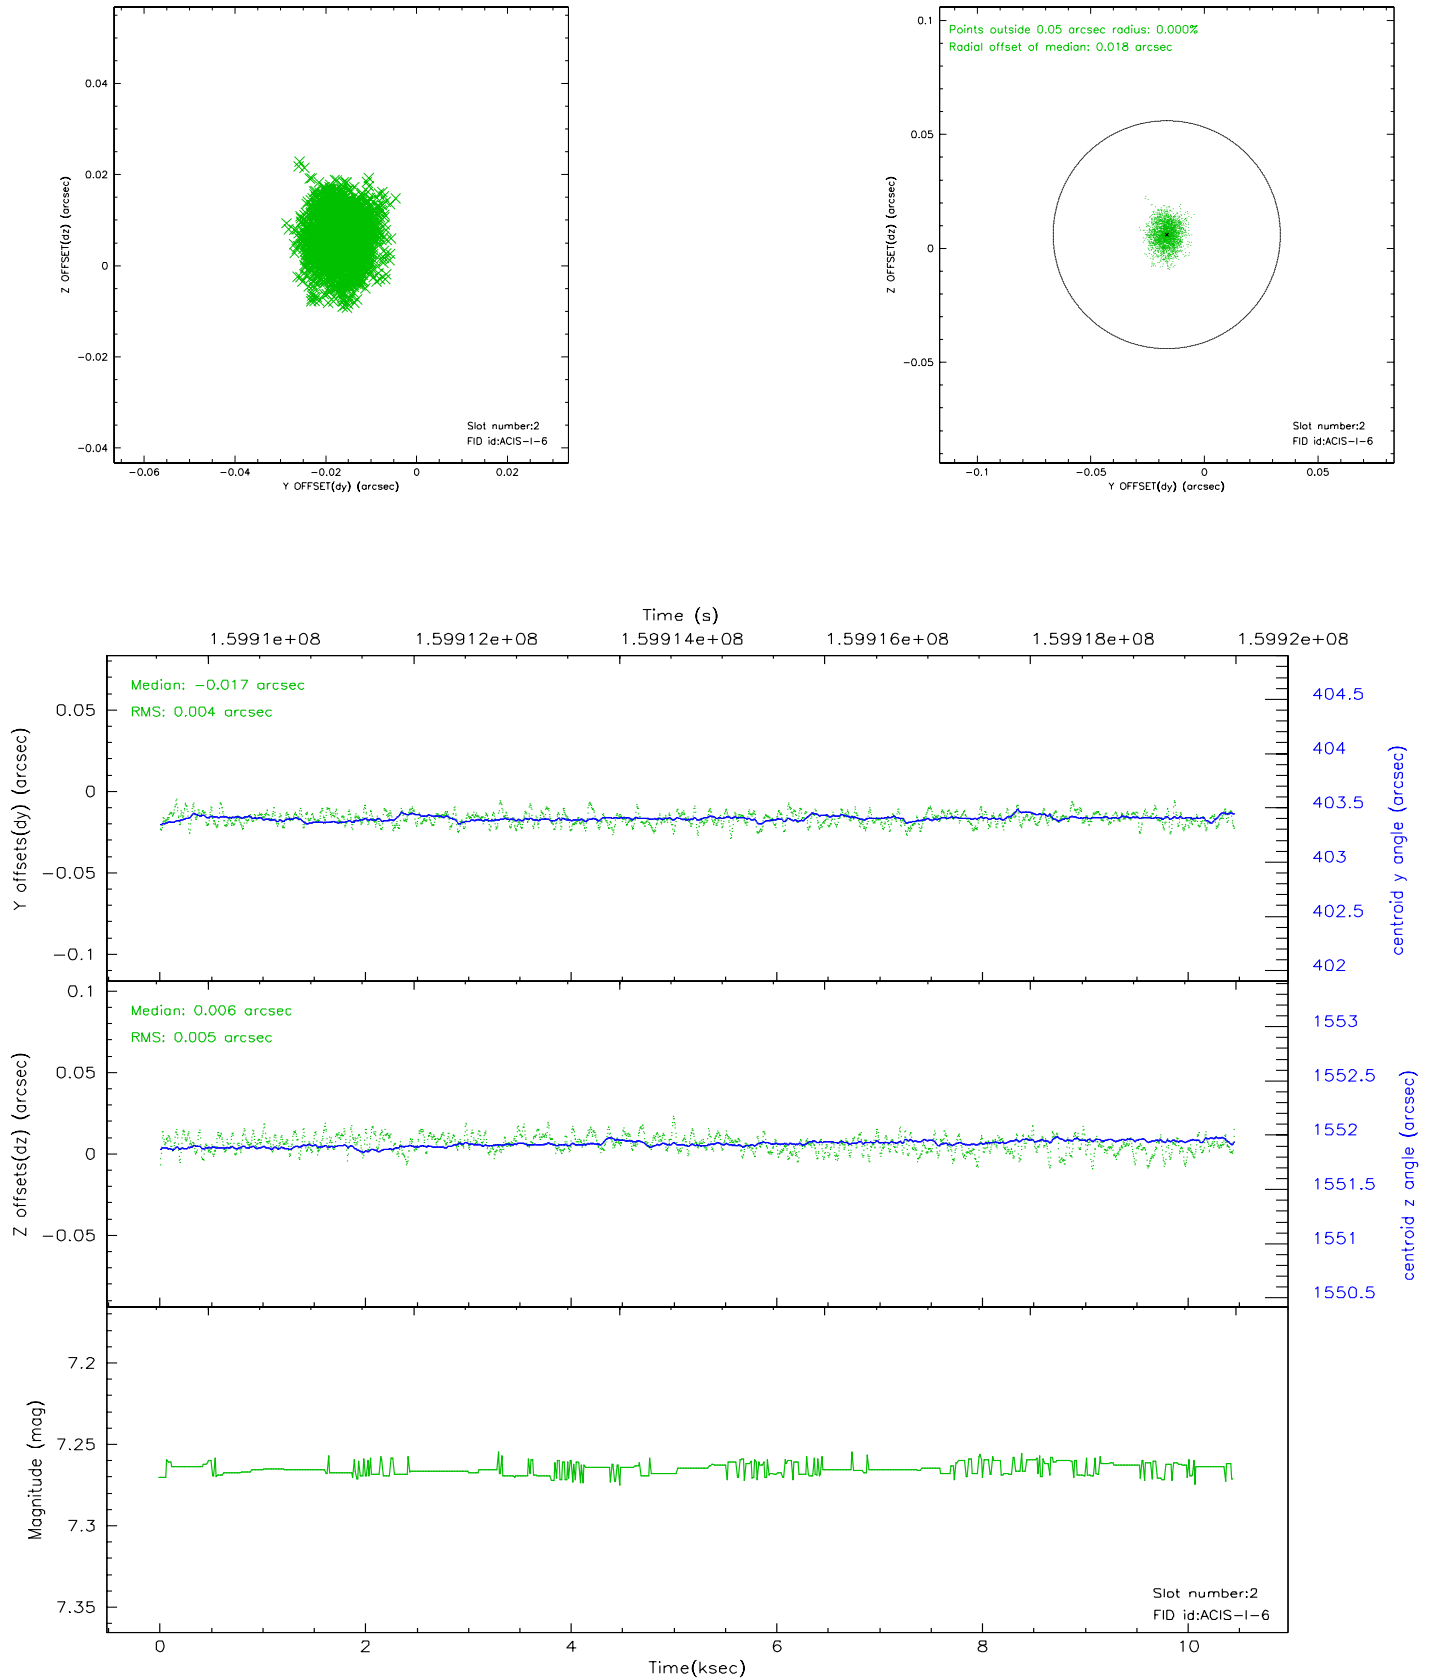 0.04
0.02
0
−0.02
−0.04
Z OFFSET(dz) (arcsec)
Slot number:2
FID id:ACIS−I−6
−0.06
−0.04
−0.02
0
0.02
Y OFFSET(dy) (arcsec)
0.1
0.05
0
−0.05
Z OFFSET(dz) (arcsec)
Points outside 0.05 arcsec radius: 0.000%
Radial offset of median: 0.018 arcsec
Slot number:2
FID id:ACIS−I−6
−0.1
−0.05
0
0.05
Y OFFSET(dy) (arcsec)
Time (s)
1.5991e+08
1.59912e+08
1.59914e+08
1.59916e+08
1.59918e+08
1.5992e+08
Median: −0.017 arcsec
RMS: 0.004 arcsec
0.05
0
−0.05
−0.1
Y offsets(dy) (arcsec)
404.5
404
403.5
403
402.5
402
centroid y angle (arcsec)
Median: 0.006 arcsec
RMS: 0.005 arcsec
0.1
0.05
0
−0.05
Z offsets(dz) (arcsec)
1553
1552.5
1552
1551.5
1551
1550.5
centroid z angle (arcsec)
7.2
7.25
7.3
7.35
Magnitude (mag)
Slot number:2
FID id:ACIS−I−6
0
2
4
6
8
10
Time(ksec)